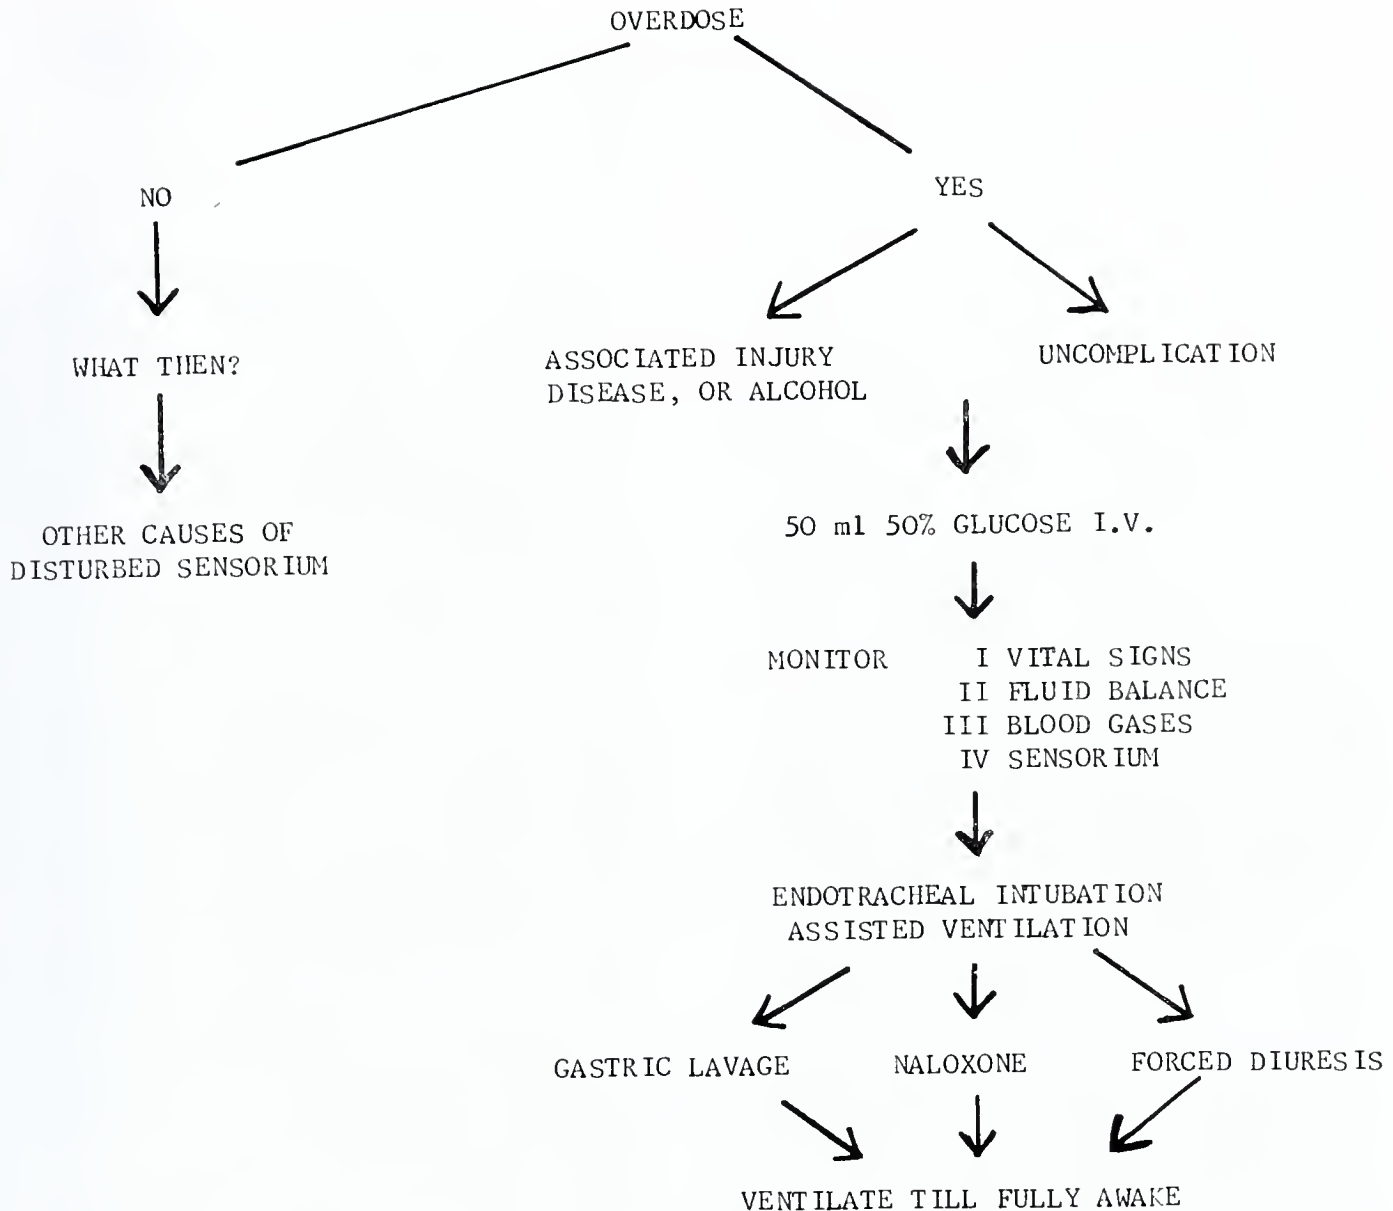 OVERDOSE
NO
YES
WHAT THEN?
ASSOCIATED INJURY
DISEASE, OR ALCOHOL
UNCOMPLICATION
50 ml 50% GLUCOSE I.V.
OTHER CAUSES OF
DISTURBED SENSORIUM
MONITOR I VITAL SIGNS
II FLUID BALANCE
III BLOOD GASES
IV SENSORIUM
ENDOTRACHEAL INTUBATION
ASSISTED VENTILATION
GASTRIC LAVAGE
NALOXONE
FORCED DIURESIS
VENTILATE TILL FULLY AWAKE